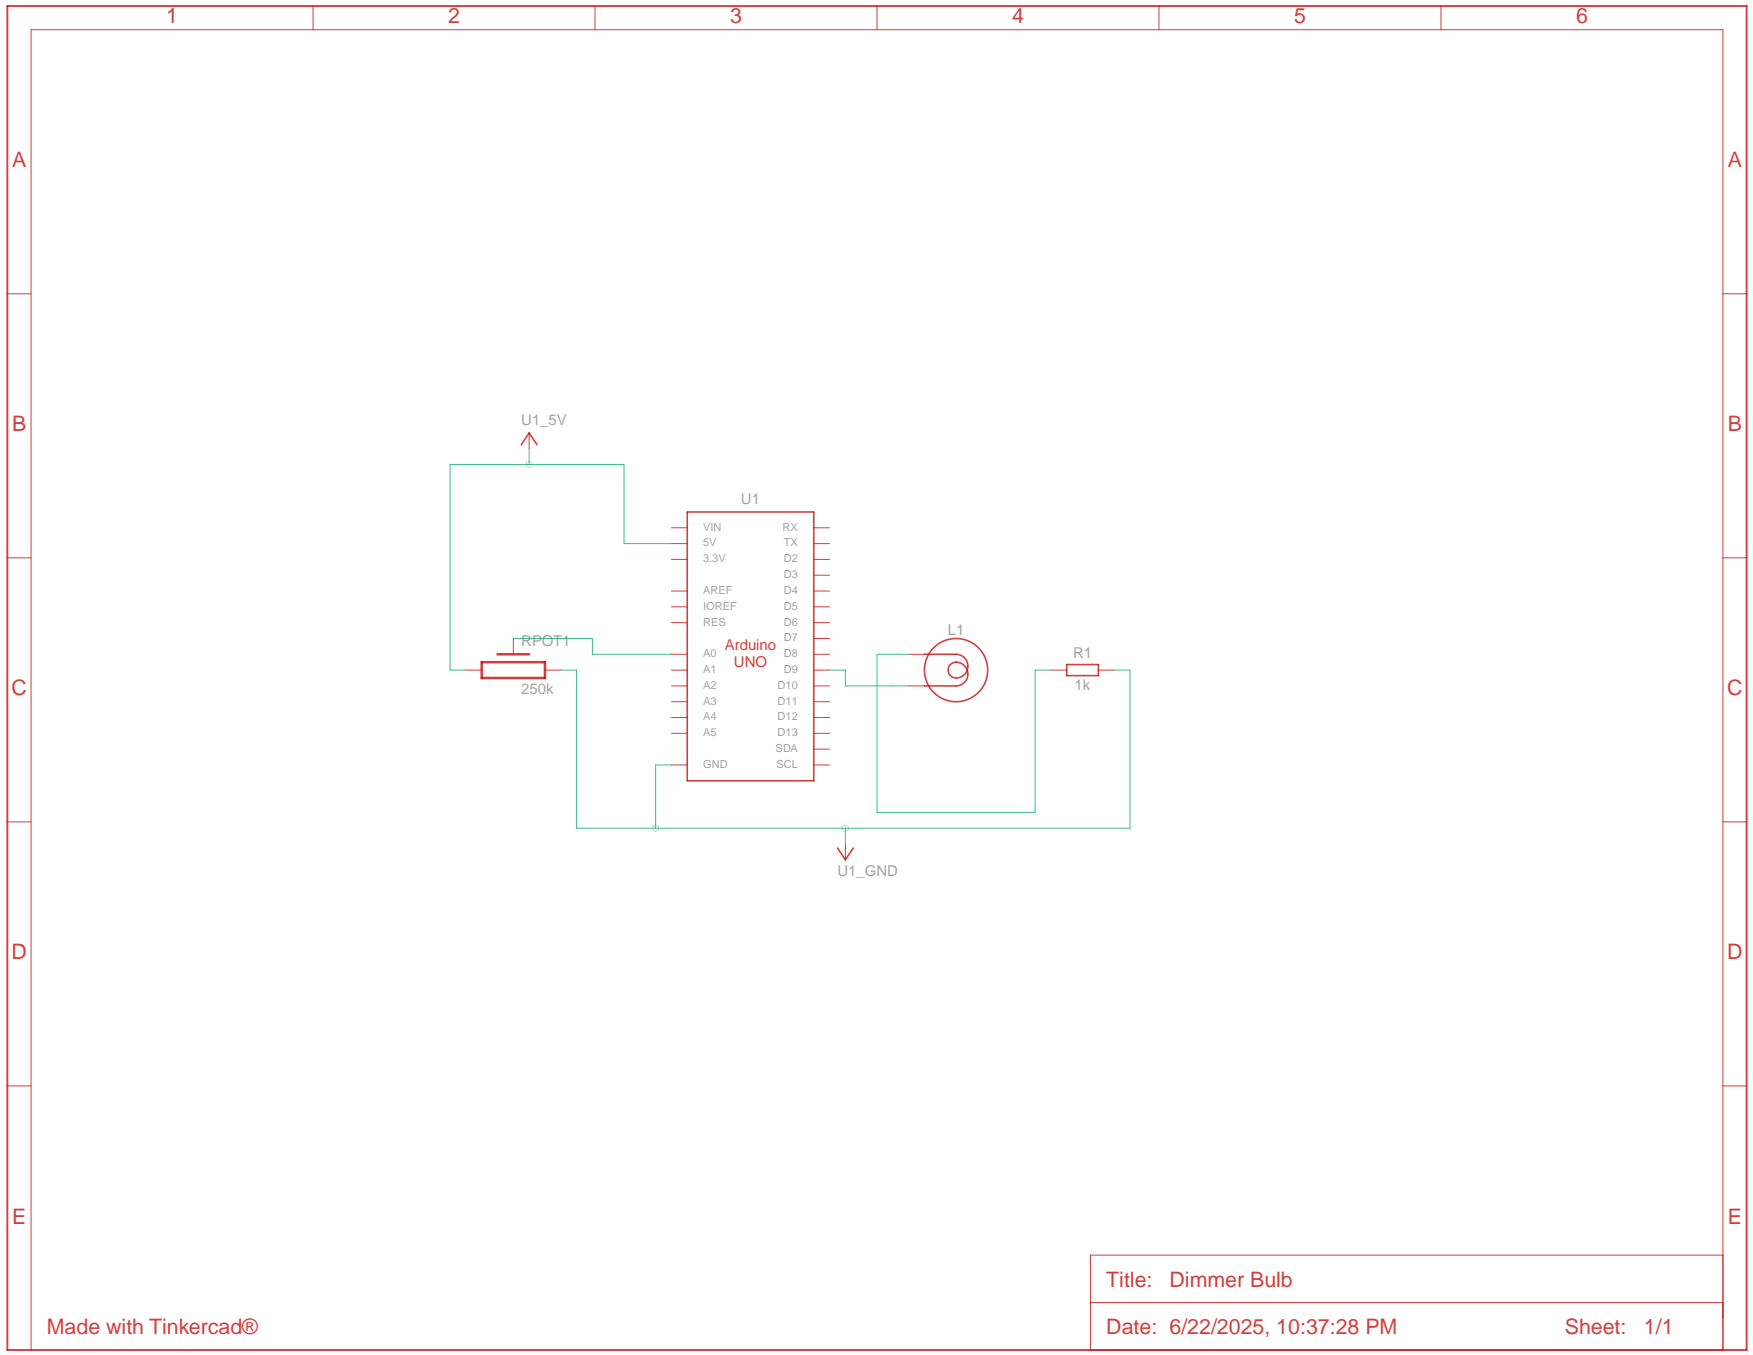 1 2 3 4 5 6
A A
B B
U1_5V
U1
VIN RX
5V TX
3.3V D2
D3
AREF D4
IOREF D5
RES D6
D7
A0 D8
A1 D9
A2 D10
A3 D11
A4 D12
A5 D13
SDA
GND SCL
Arduino
UNO
RPOT1
250k
L1
R1
1k
C C
U1_GND
D D
E E
Title: Dimmer Bulb
Date: 6/22/2025, 10:37:28 PM Sheet: 1/1
Made with Tinkercad®